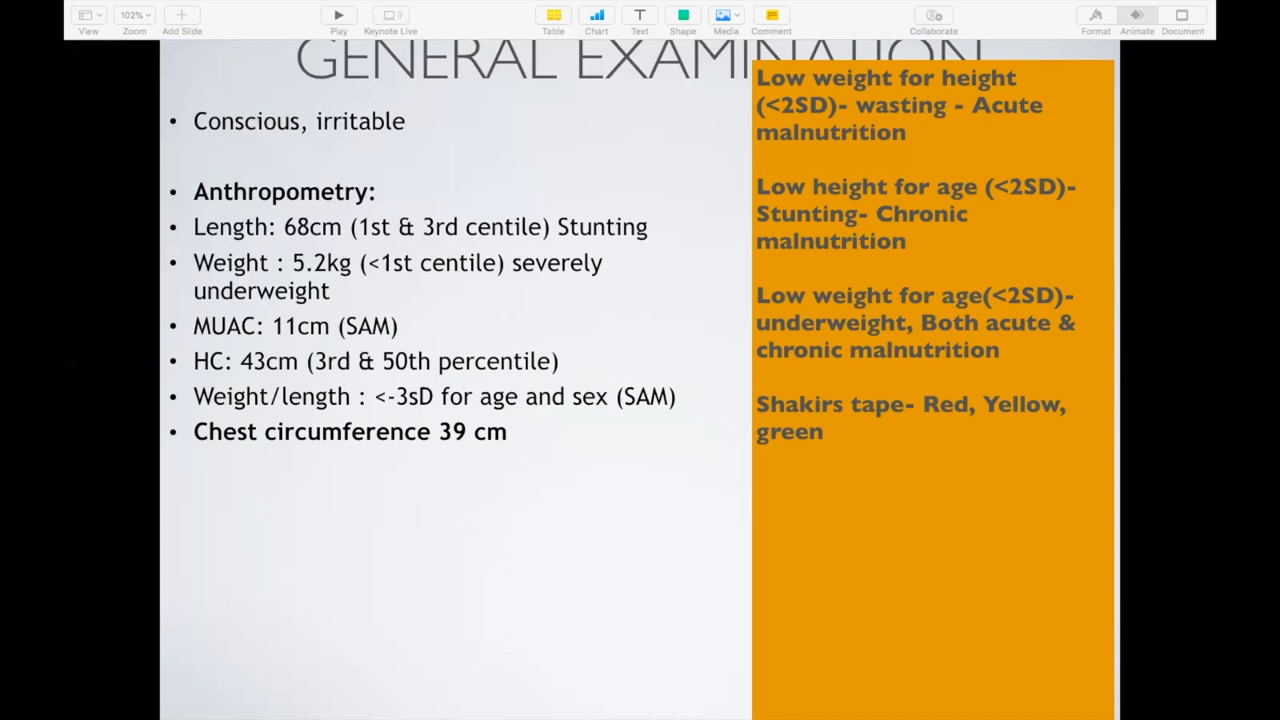 102%
View
Zoom
Add Slide
Play
Keynote Live
Table
Chart
Text
Shape
Media
Comment
Collaborate
Format
Animate
Document
GENERAL EXAMINATION
• Conscious, irritable
• Anthropometry:
• Length: 68cm (1st & 3rd centile) Stunting
• Weight : 5.2kg (<1st centile) severely
underweight
• MUAC: 11cm (SAM)
• HC: 43cm (3rd & 50th percentile)
• Weight/length : <-3sD for age and sex (SAM)
• Chest circumference 39 cm
Low weight for height
(<2SD)- wasting - Acute
malnutrition
Low height for age (<2SD)-
Stunting- Chronic
malnutrition
Low weight for age(<2SD)-
underweight, Both acute &
chronic malnutrition
Shakirs tape- Red, Yellow,
green